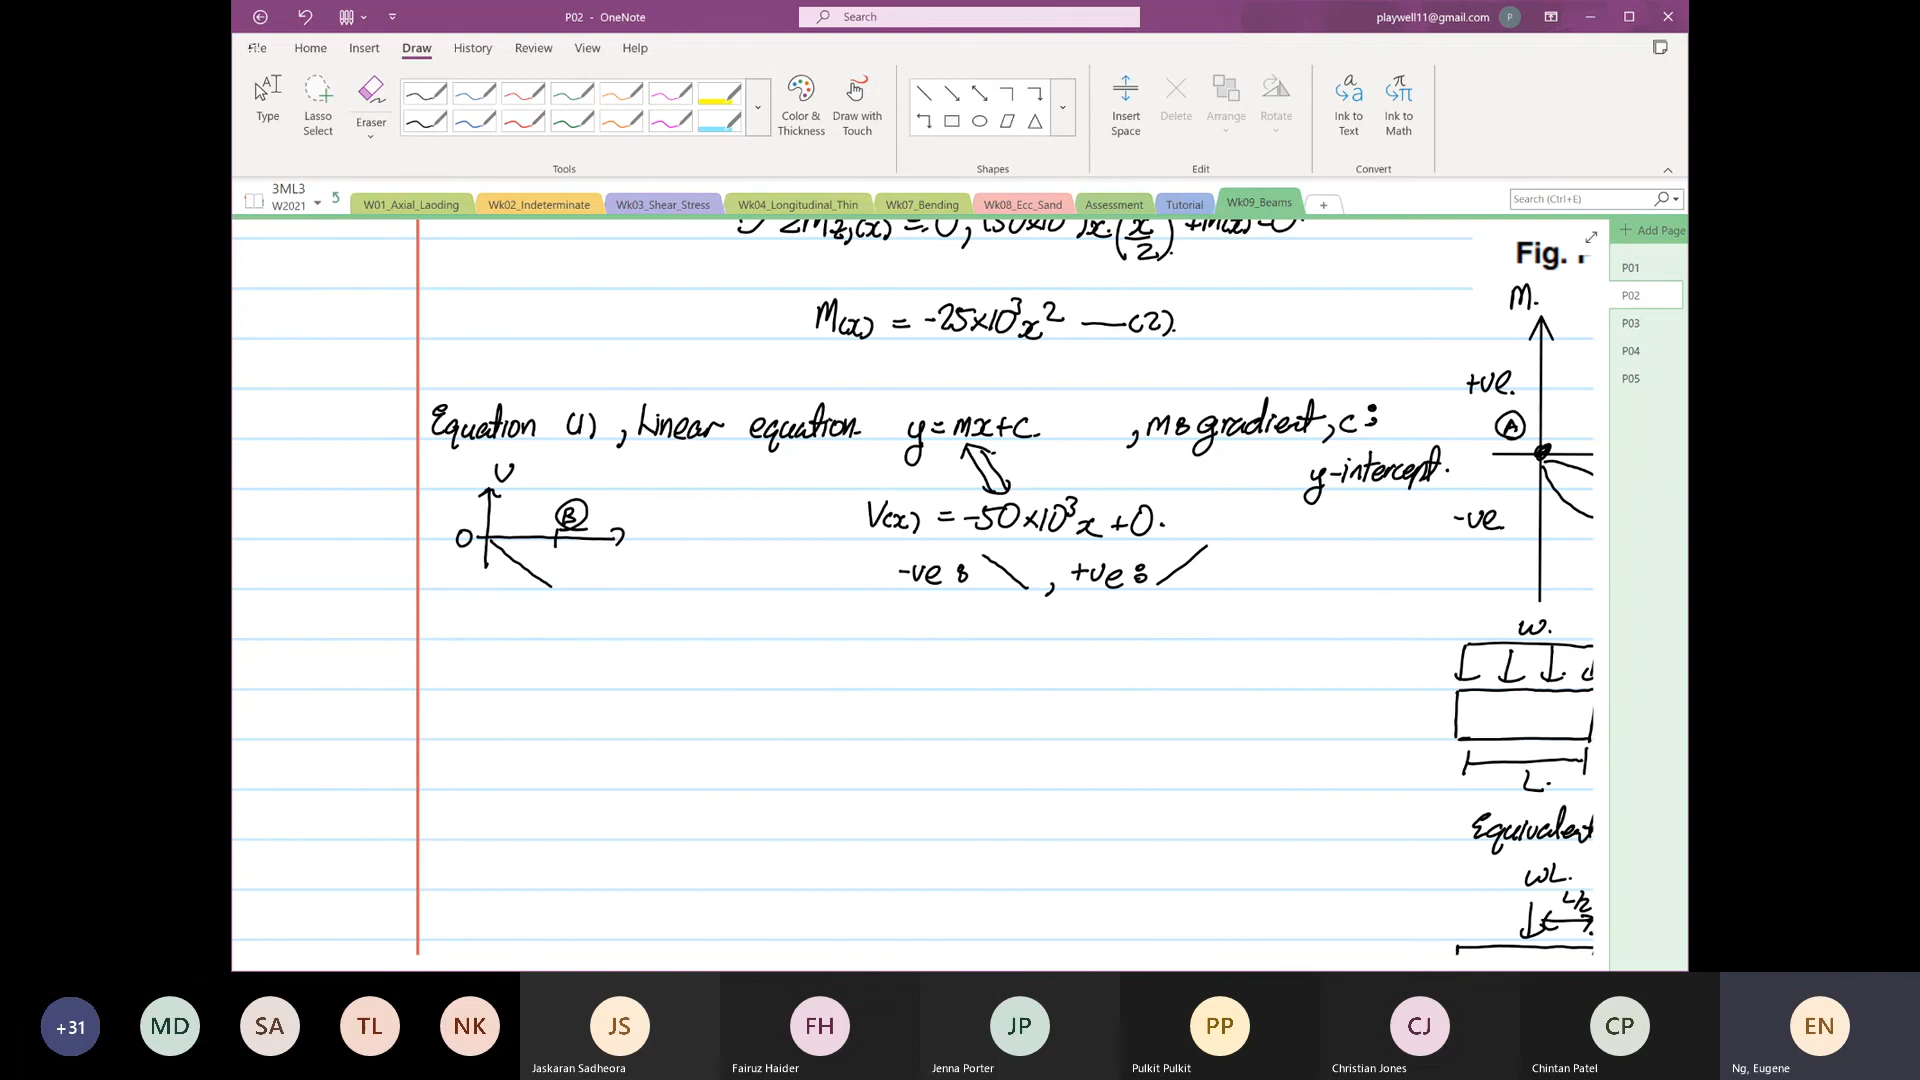 P02 - OneNote
Search
playwell11@gmail.com
P
File Home Insert Draw History Review View Help
Type
Lasso Select
Eraser
Color & Thickness
Draw with Touch
Insert Space
Delete
Arrange
Rotate
Ink to Text
Ink to Math
Tools
Shapes
Edit
Convert
3ML3 W2021
W01_Axial_Laoding
Wk02_Indeterminate
Wk03_Shear_Stress
Wk04_Longitudinal_Thin
Wk07_Bending
Wk08_Ecc_Sand
Assessment
Tutorial
Wk09_Beams
Search (Ctrl+E)
Add Page
P01
P02
P03
P04
P05
Fig.
M(x) = -25×10³x² —(2).
Equation (1), Linear equation y=mx+c. , m: gradient, c: y-intercept.
V(x) = -50×10³x +0.
-ve : , +ve :
V
0
B
M.
+ve.
A
-ve
w.
L.
Equivalent
wL.
L/2
+31
MD
SA
TL
NK
JS
Jaskaran Sadheora
FH
Fairuz Haider
JP
Jenna Porter
PP
Pulkit Pulkit
CJ
Christian Jones
CP
Chintan Patel
EN
Ng, Eugene